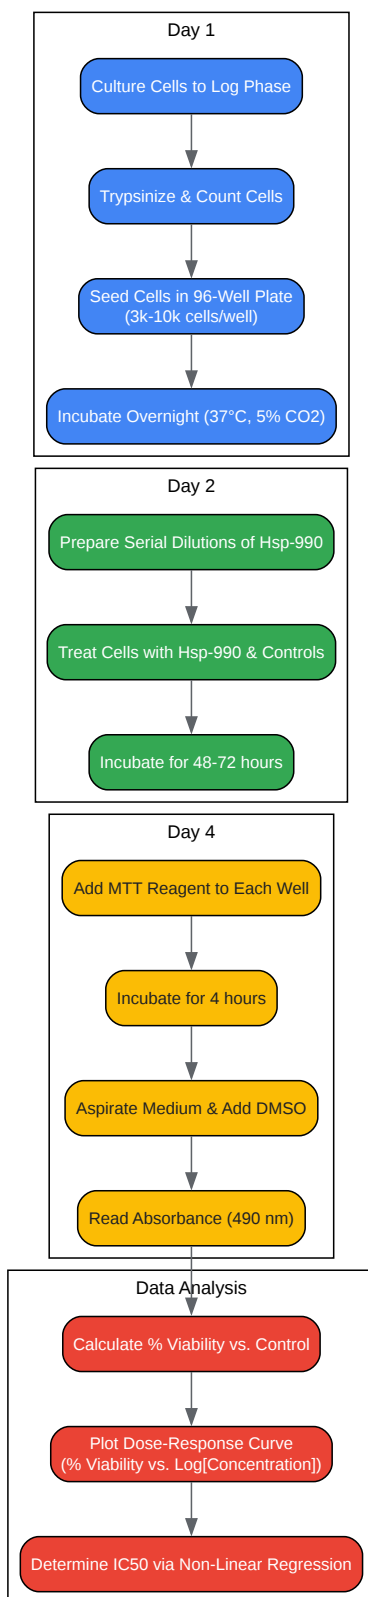 Day 1
Culture Cells to Log Phase
Trypsinize & Count Cells
Seed Cells in 96-Well Plate
(3k-10k cells/well)
Incubate Overnight (37°C, 5% CO2)
Day 2
Prepare Serial Dilutions of Hsp-990
Treat Cells with Hsp-990 & Controls
Incubate for 48-72 hours
Day 4
Add MTT Reagent to Each Well
Incubate for 4 hours
Aspirate Medium & Add DMSO
Read Absorbance (490 nm)
Data Analysis
Calculate % Viability vs. Control
Plot Dose-Response Curve
(% Viability vs. Log[Concentration])
Determine IC50 via Non-Linear Regression